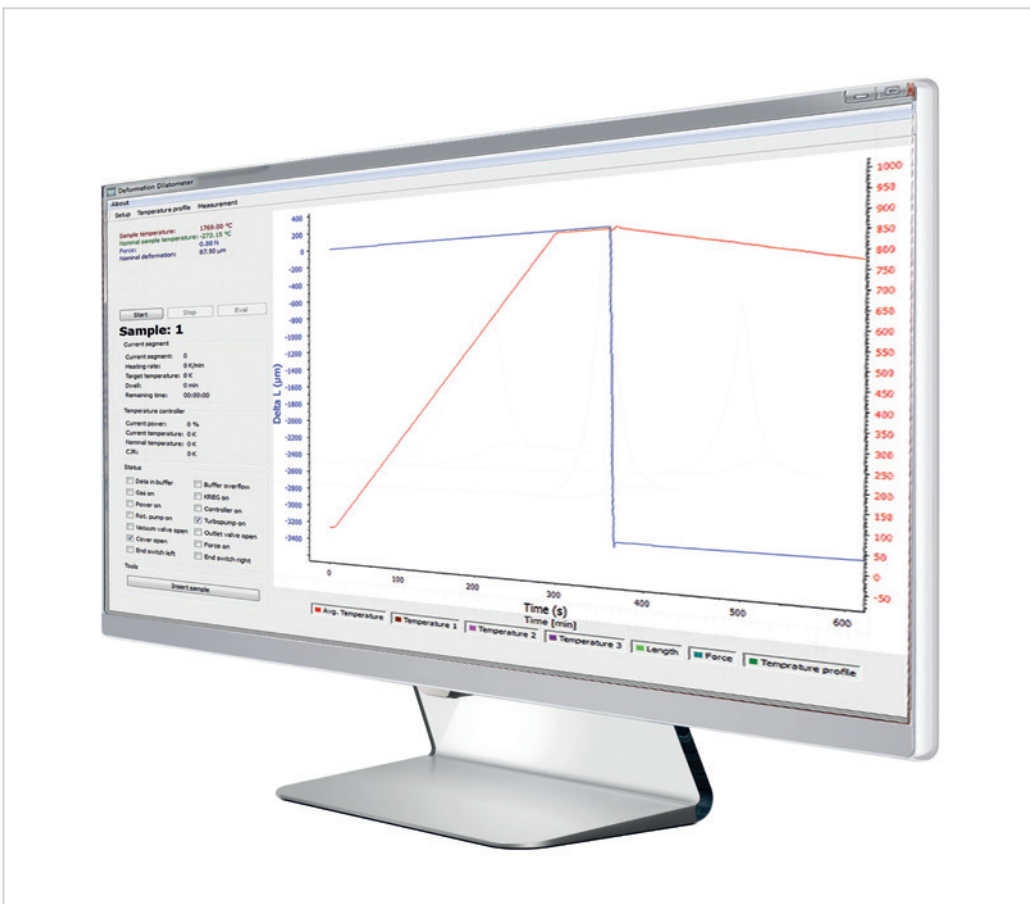 Deformation Dilatometer
About
Setup Temperature profile Measurement
Sample temperature: 1769.00 °C
Nominal sample temperature: -273.15 °C
Force: 0.00 N
Nominal deformation: 87.50 µm
Start Stop Eval
Sample: 1
Current segment
Current segment: 0
Heating rate: 0 K/min
Target temperature: 0 K
Dwell: 0 min
Remaining time: 00:00:00
Temperature controller
Current power: 0 %
Current temperature: 0 K
Nominal temperature: 0 K
CJR: 0 K
Status
Data in buffer Buffer overflow
Gas on KREG on
Power on Controller on
Rot. pump on Turbopump on
Vacuum valve open Outlet valve open
Cover open Force on
End switch left End switch right
Tools
Insert sample
Delta L (µm)
400
200
0
-200
-400
-600
-800
-1000
-1200
-1400
-1600
-1800
-2000
-2200
-2400
-2600
-2800
-3000
-3200
-3400
0 100 200 300 400 500 600
Time (s)
Time [min]
1000
950
900
850
800
750
700
650
600
550
500
450
400
350
300
250
200
150
100
50
0
-50
Avg. Temperature Temperature 1 Temperature 2 Temperature 3 Length Force Temprature profile